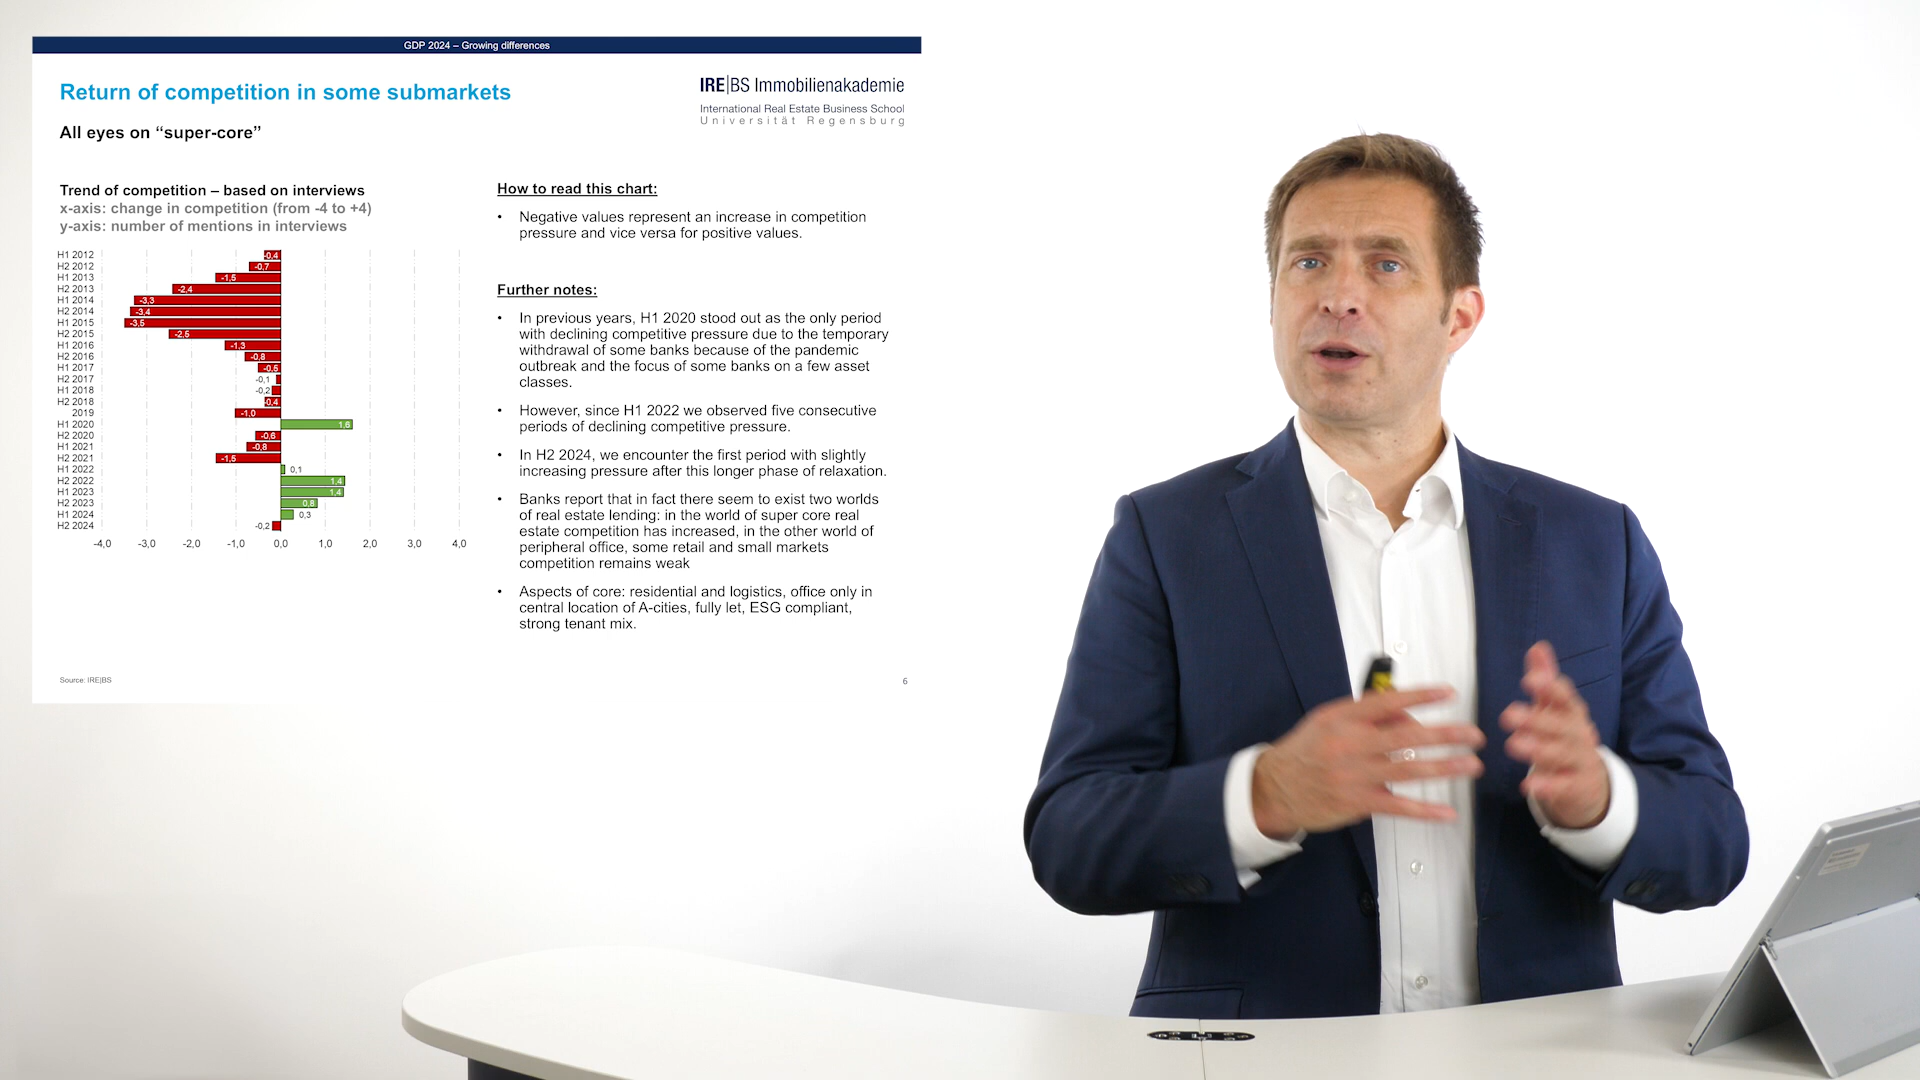 GDP 2024 – Growing differences
Return of competition in some submarkets
IRE|BS Immobilienakademie
International Real Estate Business School
Universität Regensburg
All eyes on “super-core”
Trend of competition – based on interviews
x-axis: change in competition (from -4 to +4)
y-axis: number of mentions in interviews
H1 2012 -0,4
H2 2012 -0,7
H1 2013 -1,5
H2 2013 -2,4
H1 2014 -3,3
H2 2014 -3,4
H1 2015 -3,5
H2 2015 -2,5
H1 2016 -1,3
H2 2016 -0,8
H1 2017 -0,5
H2 2017 -0,1
H1 2018 -0,2
H2 2018 -0,4
2019 -1,0
H1 2020 1,6
H2 2020 -0,6
H1 2021 -0,8
H2 2021 -1,5
H1 2022 0,1
H2 2022 1,4
H1 2023 1,4
H2 2023 0,8
H1 2024 0,3
H2 2024 -0,2
-4,0 -3,0 -2,0 -1,0 0,0 1,0 2,0 3,0 4,0
How to read this chart:
• Negative values represent an increase in competition
pressure and vice versa for positive values.
Further notes:
• In previous years, H1 2020 stood out as the only period
with declining competitive pressure due to the temporary
withdrawal of some banks because of the pandemic
outbreak and the focus of some banks on a few asset
classes.
• However, since H1 2022 we observed five consecutive
periods of declining competitive pressure.
• In H2 2024, we encounter the first period with slightly
increasing pressure after this longer phase of relaxation.
• Banks report that in fact there seem to exist two worlds
of real estate lending: in the world of super core real
estate competition has increased, in the other world of
peripheral office, some retail and small markets
competition remains weak
• Aspects of core: residential and logistics, office only in
central location of A-cities, fully let, ESG compliant,
strong tenant mix.
Source: IRE|BS
6